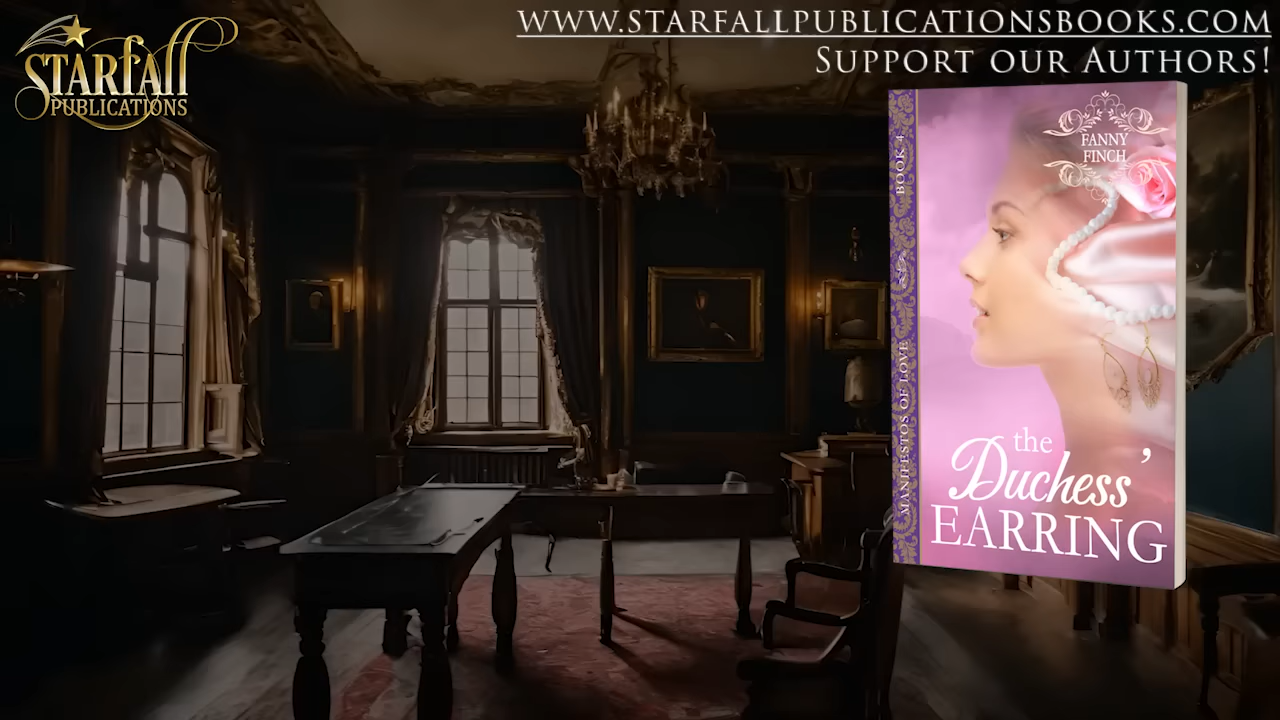 STARfall
PUBLICATIONS
WWW.STARFALLPUBLICATIONSBOOKS.COM
SUPPORT OUR AUTHORS!
BOOK 4
MANIFESTOS OF LOVE
FANNY
FINCH
the
Duchess'
EARRING